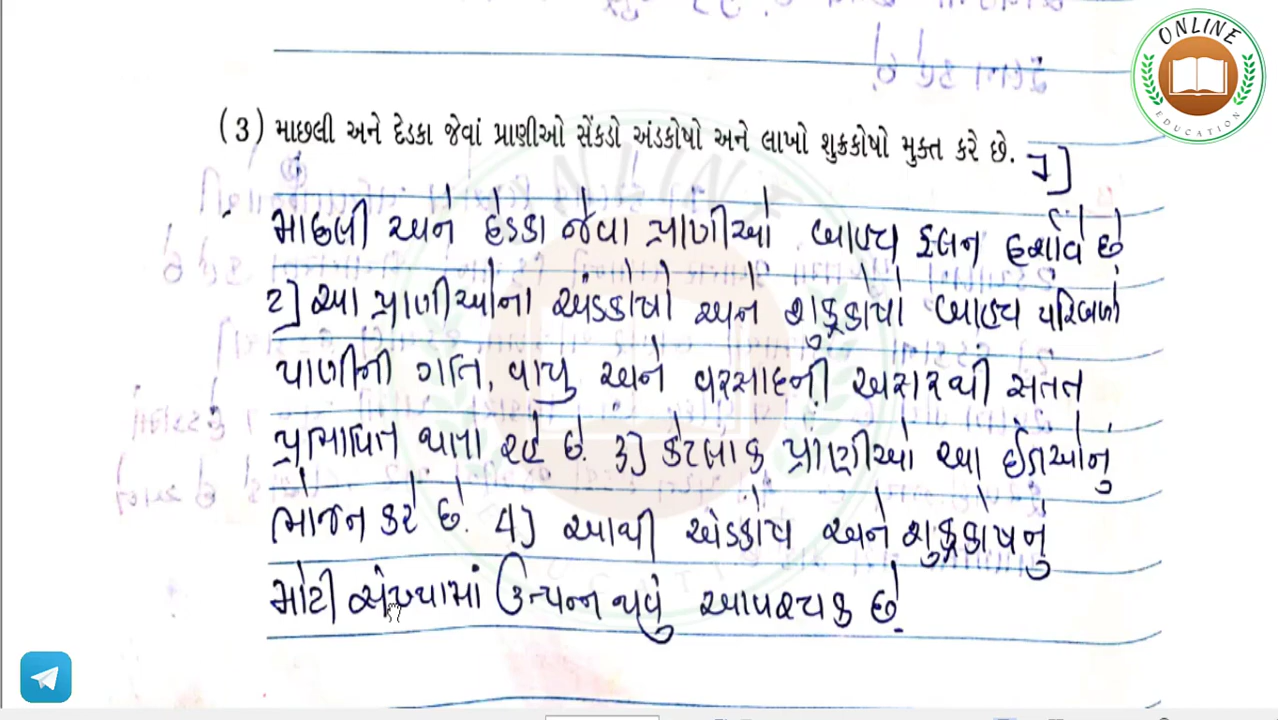 ONLINE
EDUCATION
(3) માછલી અને દેડકા જેવાં પ્રાણીઓ સેંકડો અંડકોષો અને લાખો શુક્રકોષો મુક્ત કરે છે.
1]
માછલી અને દેડકા જેવા પ્રાણીઓ બાહ્ય ફલન દર્શાવે છે
2] આ પ્રાણીઓના અંડકોષો અને શુક્રકોષો બાહ્ય પરિબળો
પાણીની ગતિ, વાયુ અને વરસાદની અસરથી સતત
પ્રભાવિત થતા રહે છે. 3] કેટલાક પ્રાણીઓ આ ઈંડાઓનું
ભોજન કરે છે. 4] આથી અંડકોષ અને શુક્રકોષનું
મોટી સંખ્યામાં ઉત્પન્ન થવું આવશ્યક છે.